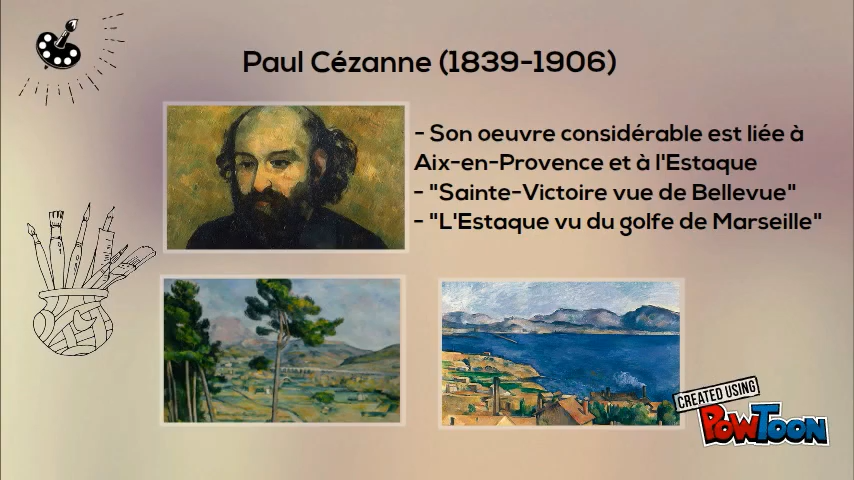 Paul Cézanne (1839-1906)
- Son oeuvre considérable est liée à
Aix-en-Provence et à l'Estaque
- "Sainte-Victoire vue de Bellevue"
- "L'Estaque vu du golfe de Marseille"
CREATED USING
POWTOON